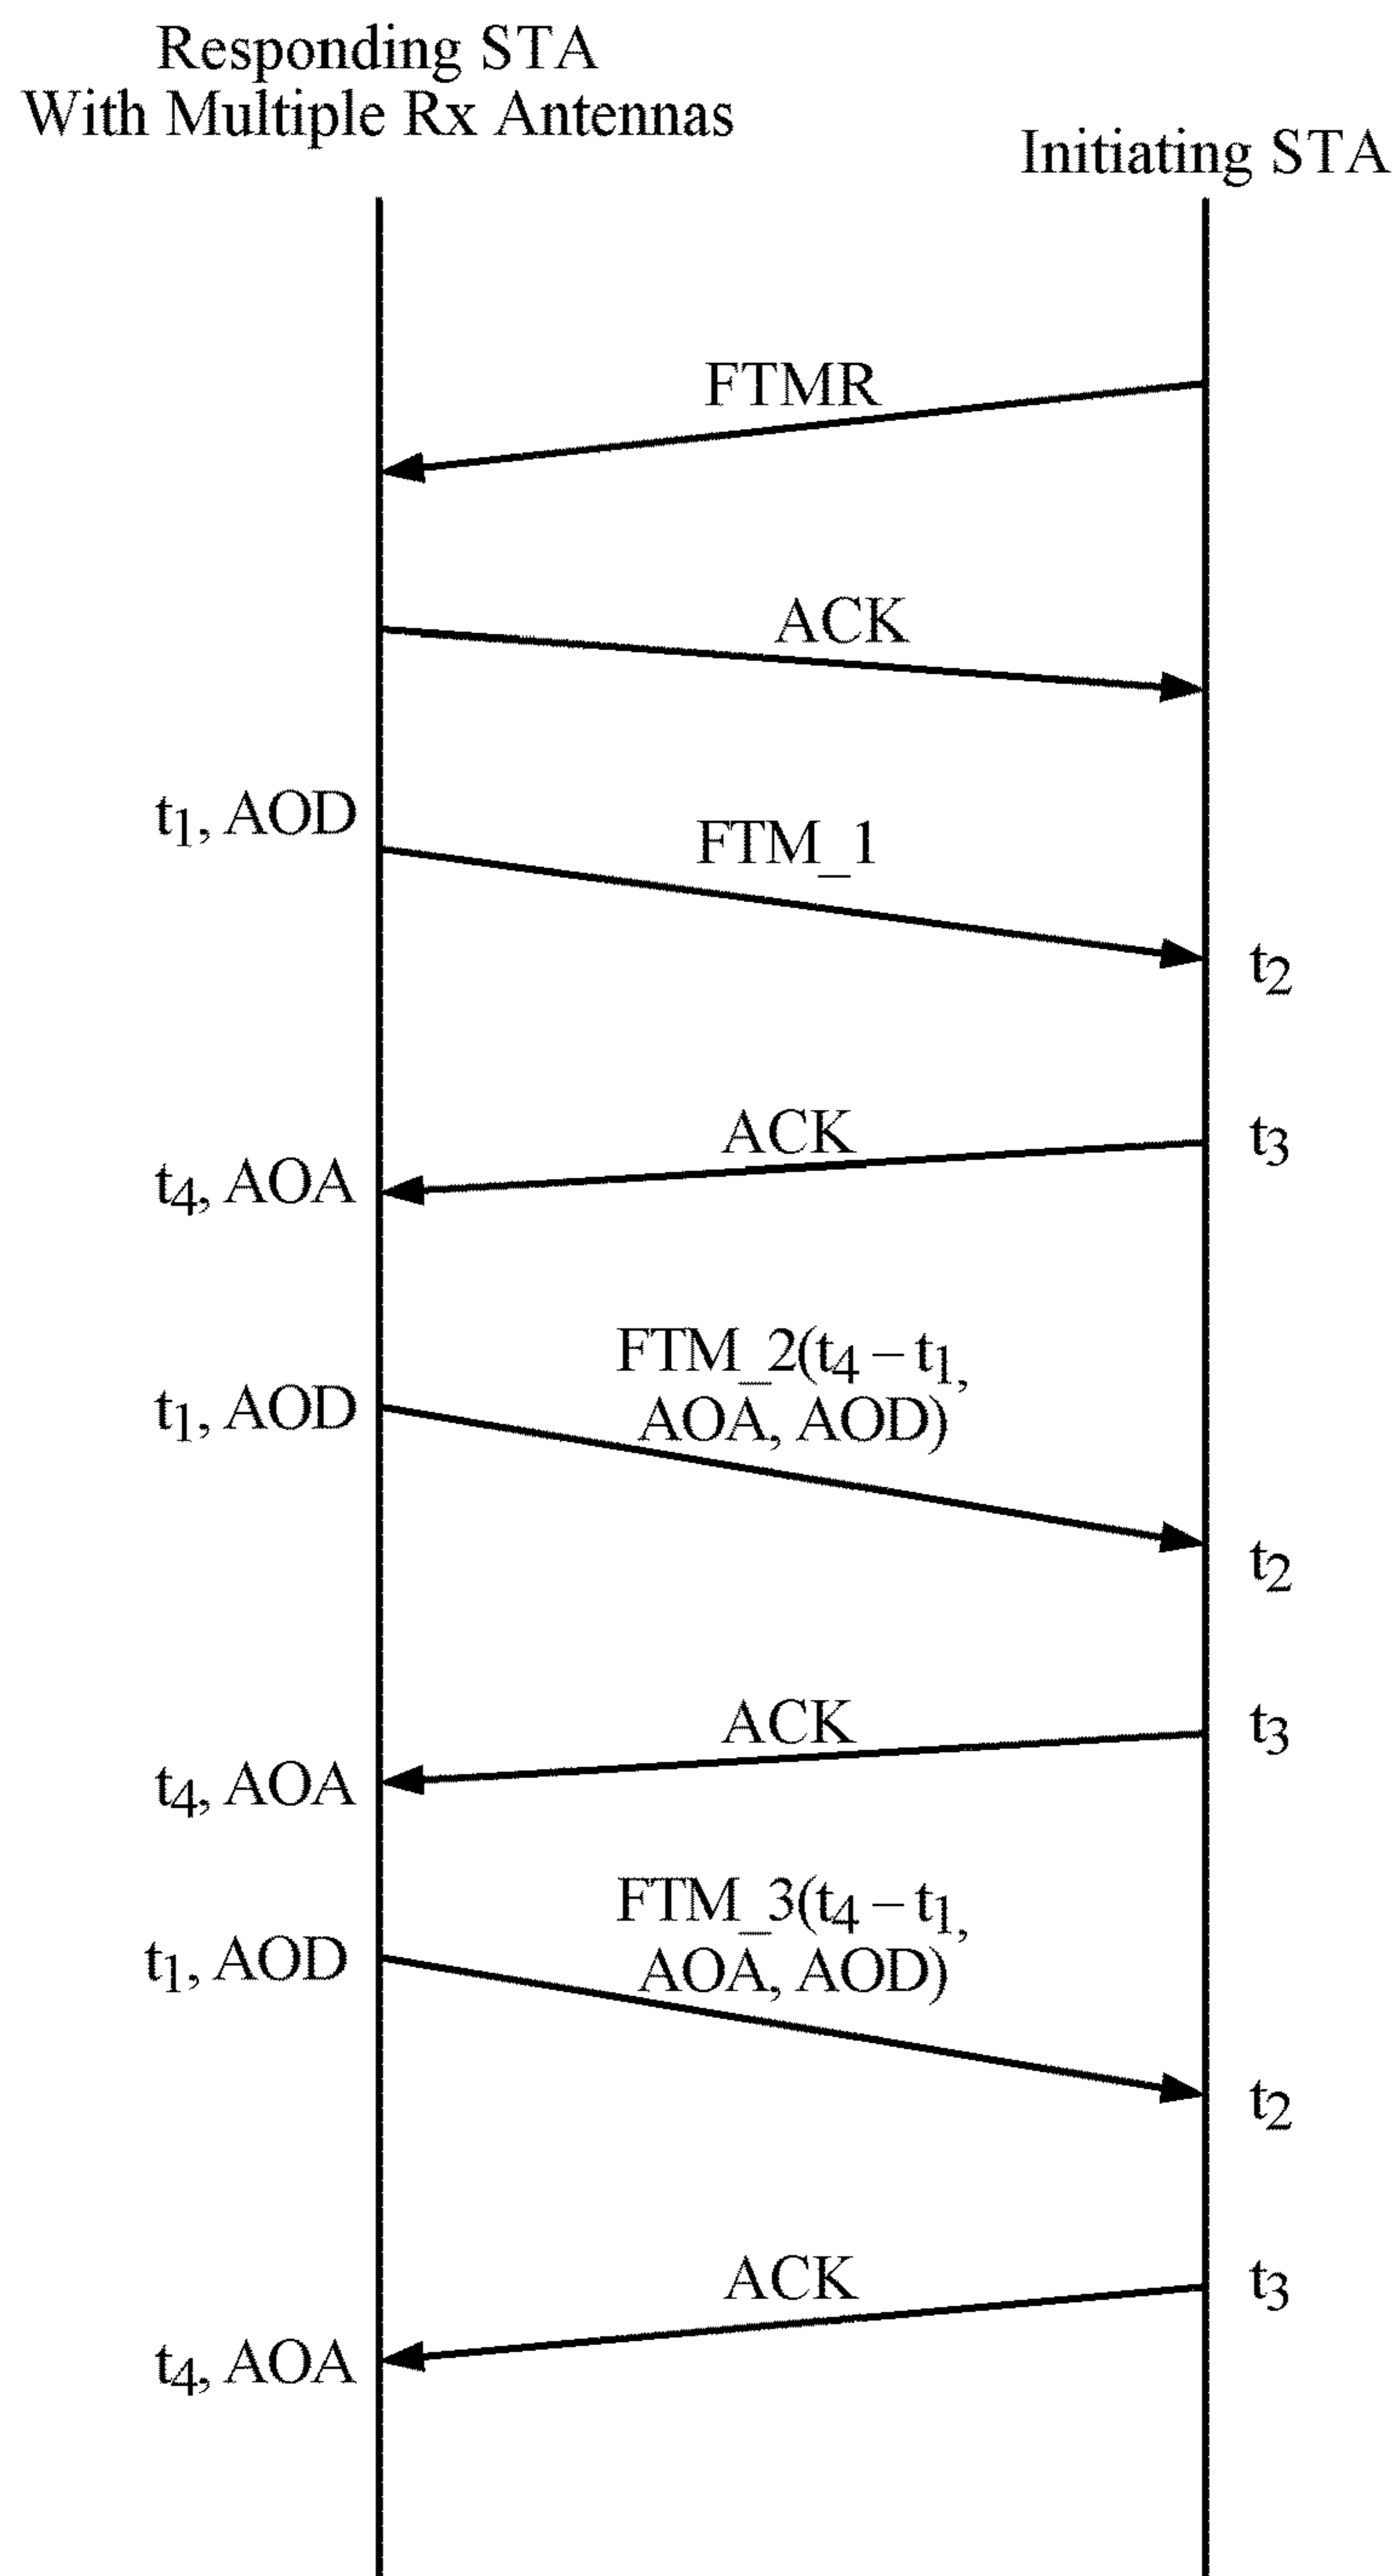 Responding STA
With Multiple Rx Antennas
Initiating STA
FTMR
ACK
t1, AOD
FTM_1
t2
ACK
t3
t4, AOA
FTM_2(t4 – t1,
AOA, AOD)
t1, AOD
t2
ACK
t3
t4, AOA
FTM_3(t4 – t1,
AOA, AOD)
t1, AOD
t2
ACK
t3
t4, AOA